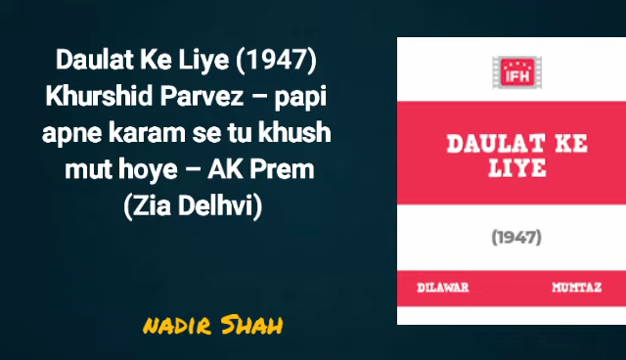 Daulat Ke Liye (1947)
Khurshid Parvez – papi
apne karam se tu khush
mut hoye – AK Prem
(Zia Delhvi)
nadir Shah
iFH
DAULAT KE
LIYE
(1947)
DILAWAR MUMTAZ